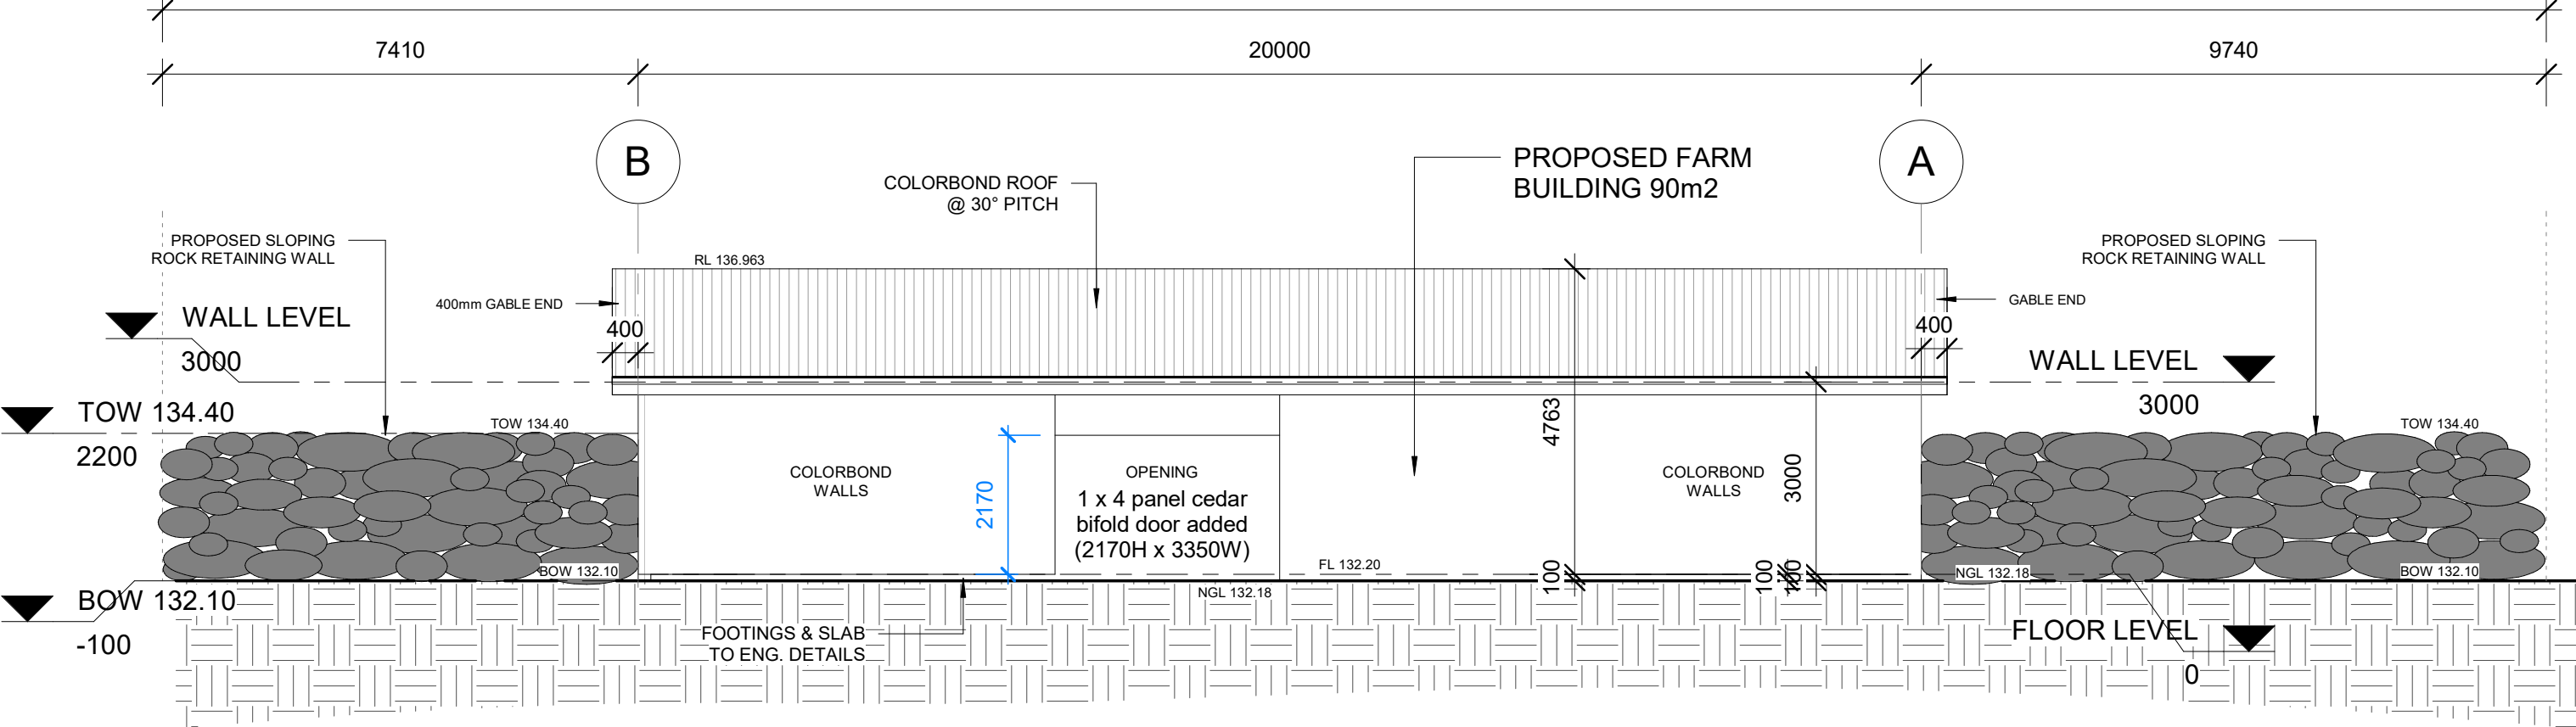 7410
20000
9740
B
A
PROPOSED FARM
BUILDING 90m2
COLORBOND ROOF
@ 30° PITCH
PROPOSED SLOPING
ROCK RETAINING WALL
PROPOSED SLOPING
ROCK RETAINING WALL
RL 136.963
400mm GABLE END
GABLE END
400
400
WALL LEVEL
3000
WALL LEVEL
3000
TOW 134.40
2200
TOW 134.40
TOW 134.40
4763
3000
2170
COLORBOND
WALLS
OPENING
1 x 4 panel cedar
bifold door added
(2170H x 3350W)
COLORBOND
WALLS
BOW 132.10
FL 132.20
100
100
100
NGL 132.18
BOW 132.10
BOW 132.10
-100
NGL 132.18
FOOTINGS & SLAB
TO ENG. DETAILS
FLOOR LEVEL
0